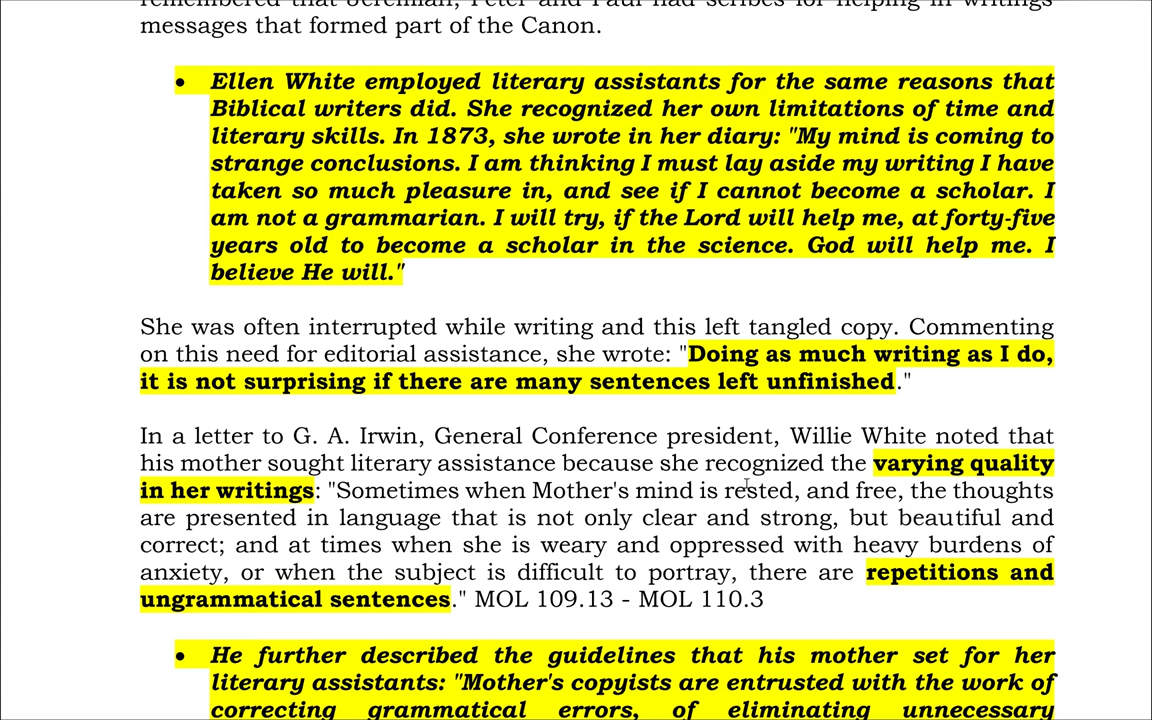 remembered that Jeremiah, Peter and Paul had scribes for helping in writings
messages that formed part of the Canon.
• Ellen White employed literary assistants for the same reasons that
Biblical writers did. She recognized her own limitations of time and
literary skills. In 1873, she wrote in her diary: "My mind is coming to
strange conclusions. I am thinking I must lay aside my writing I have
taken so much pleasure in, and see if I cannot become a scholar. I
am not a grammarian. I will try, if the Lord will help me, at forty-five
years old to become a scholar in the science. God will help me. I
believe He will."
She was often interrupted while writing and this left tangled copy. Commenting
on this need for editorial assistance, she wrote: "Doing as much writing as I do,
it is not surprising if there are many sentences left unfinished."
In a letter to G. A. Irwin, General Conference president, Willie White noted that
his mother sought literary assistance because she recognized the varying quality
in her writings: "Sometimes when Mother's mind is rested, and free, the thoughts
are presented in language that is not only clear and strong, but beautiful and
correct; and at times when she is weary and oppressed with heavy burdens of
anxiety, or when the subject is difficult to portray, there are repetitions and
ungrammatical sentences." MOL 109.13 - MOL 110.3
• He further described the guidelines that his mother set for her
literary assistants: "Mother's copyists are entrusted with the work of
correcting grammatical errors, of eliminating unnecessary